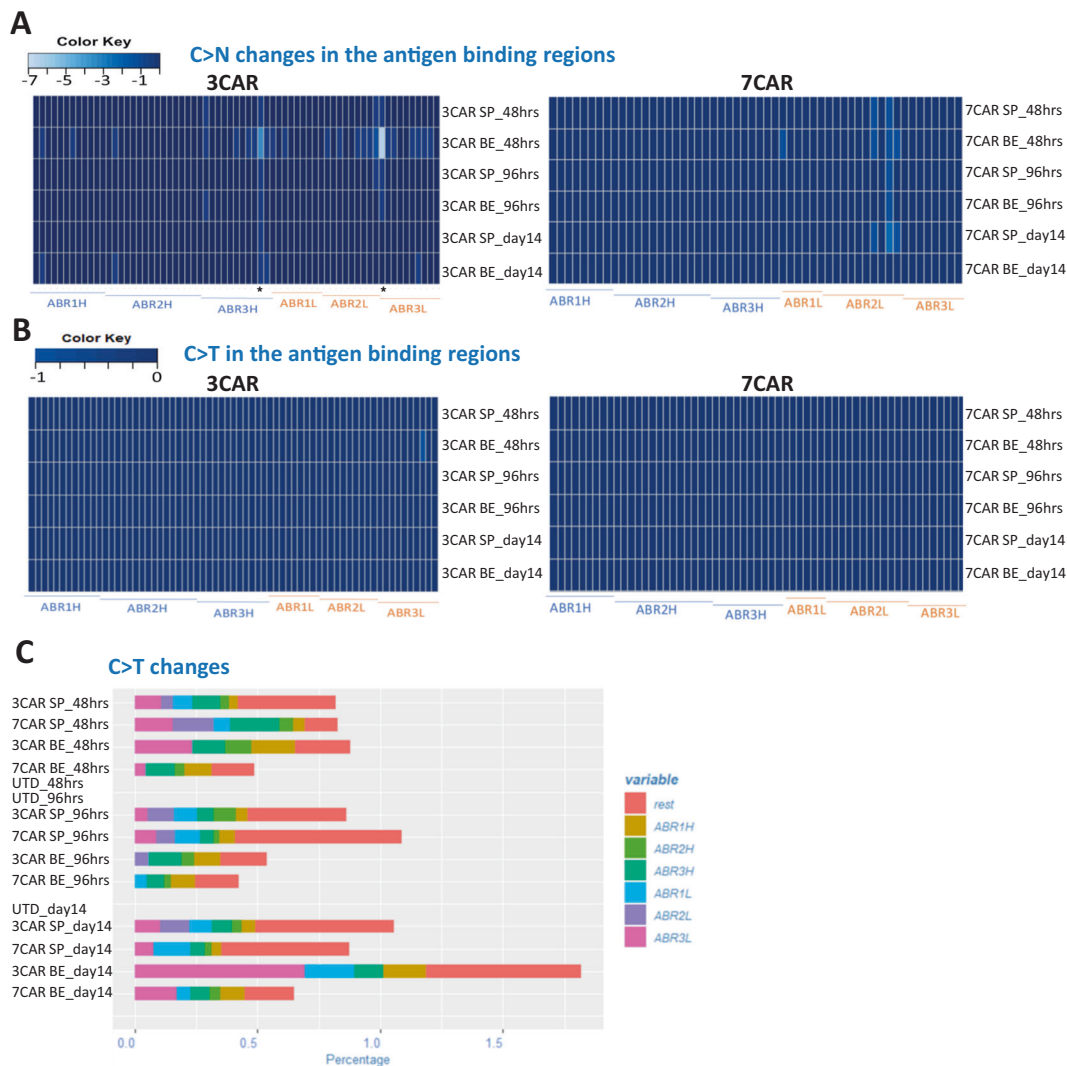 A
Color Key
-7 -5 -3 -1
C>N changes in the antigen binding regions
3CAR
7CAR
3CAR SP_48hrs
3CAR BE_48hrs
3CAR SP_96hrs
3CAR BE_96hrs
3CAR SP_day14
3CAR BE_day14
7CAR SP_48hrs
7CAR BE_48hrs
7CAR SP_96hrs
7CAR BE_96hrs
7CAR SP_day14
7CAR BE_day14
* *
ABR1H ABR2H ABR3H ABR1L ABR2L ABR3L
ABR1H ABR2H ABR3H ABR1L ABR2L ABR3L
B
Color Key
-1 0
C>T in the antigen binding regions
3CAR
7CAR
3CAR SP_48hrs
3CAR BE_48hrs
3CAR SP_96hrs
3CAR BE_96hrs
3CAR SP_day14
3CAR BE_day14
7CAR SP_48hrs
7CAR BE_48hrs
7CAR SP_96hrs
7CAR BE_96hrs
7CAR SP_day14
7CAR BE_day14
ABR1H ABR2H ABR3H ABR1L ABR2L ABR3L
ABR1H ABR2H ABR3H ABR1L ABR2L ABR3L
C
C>T changes
3CAR SP_48hrs
7CAR SP_48hrs
3CAR BE_48hrs
7CAR BE_48hrs
UTD_48hrs
UTD_96hrs
3CAR SP_96hrs
7CAR SP_96hrs
3CAR BE_96hrs
7CAR BE_96hrs
UTD_day14
3CAR SP_day14
7CAR SP_day14
3CAR BE_day14
7CAR BE_day14
0.0 0.5 1.0 1.5
Percentage
variable
rest
ABR1H
ABR2H
ABR3H
ABR1L
ABR2L
ABR3L